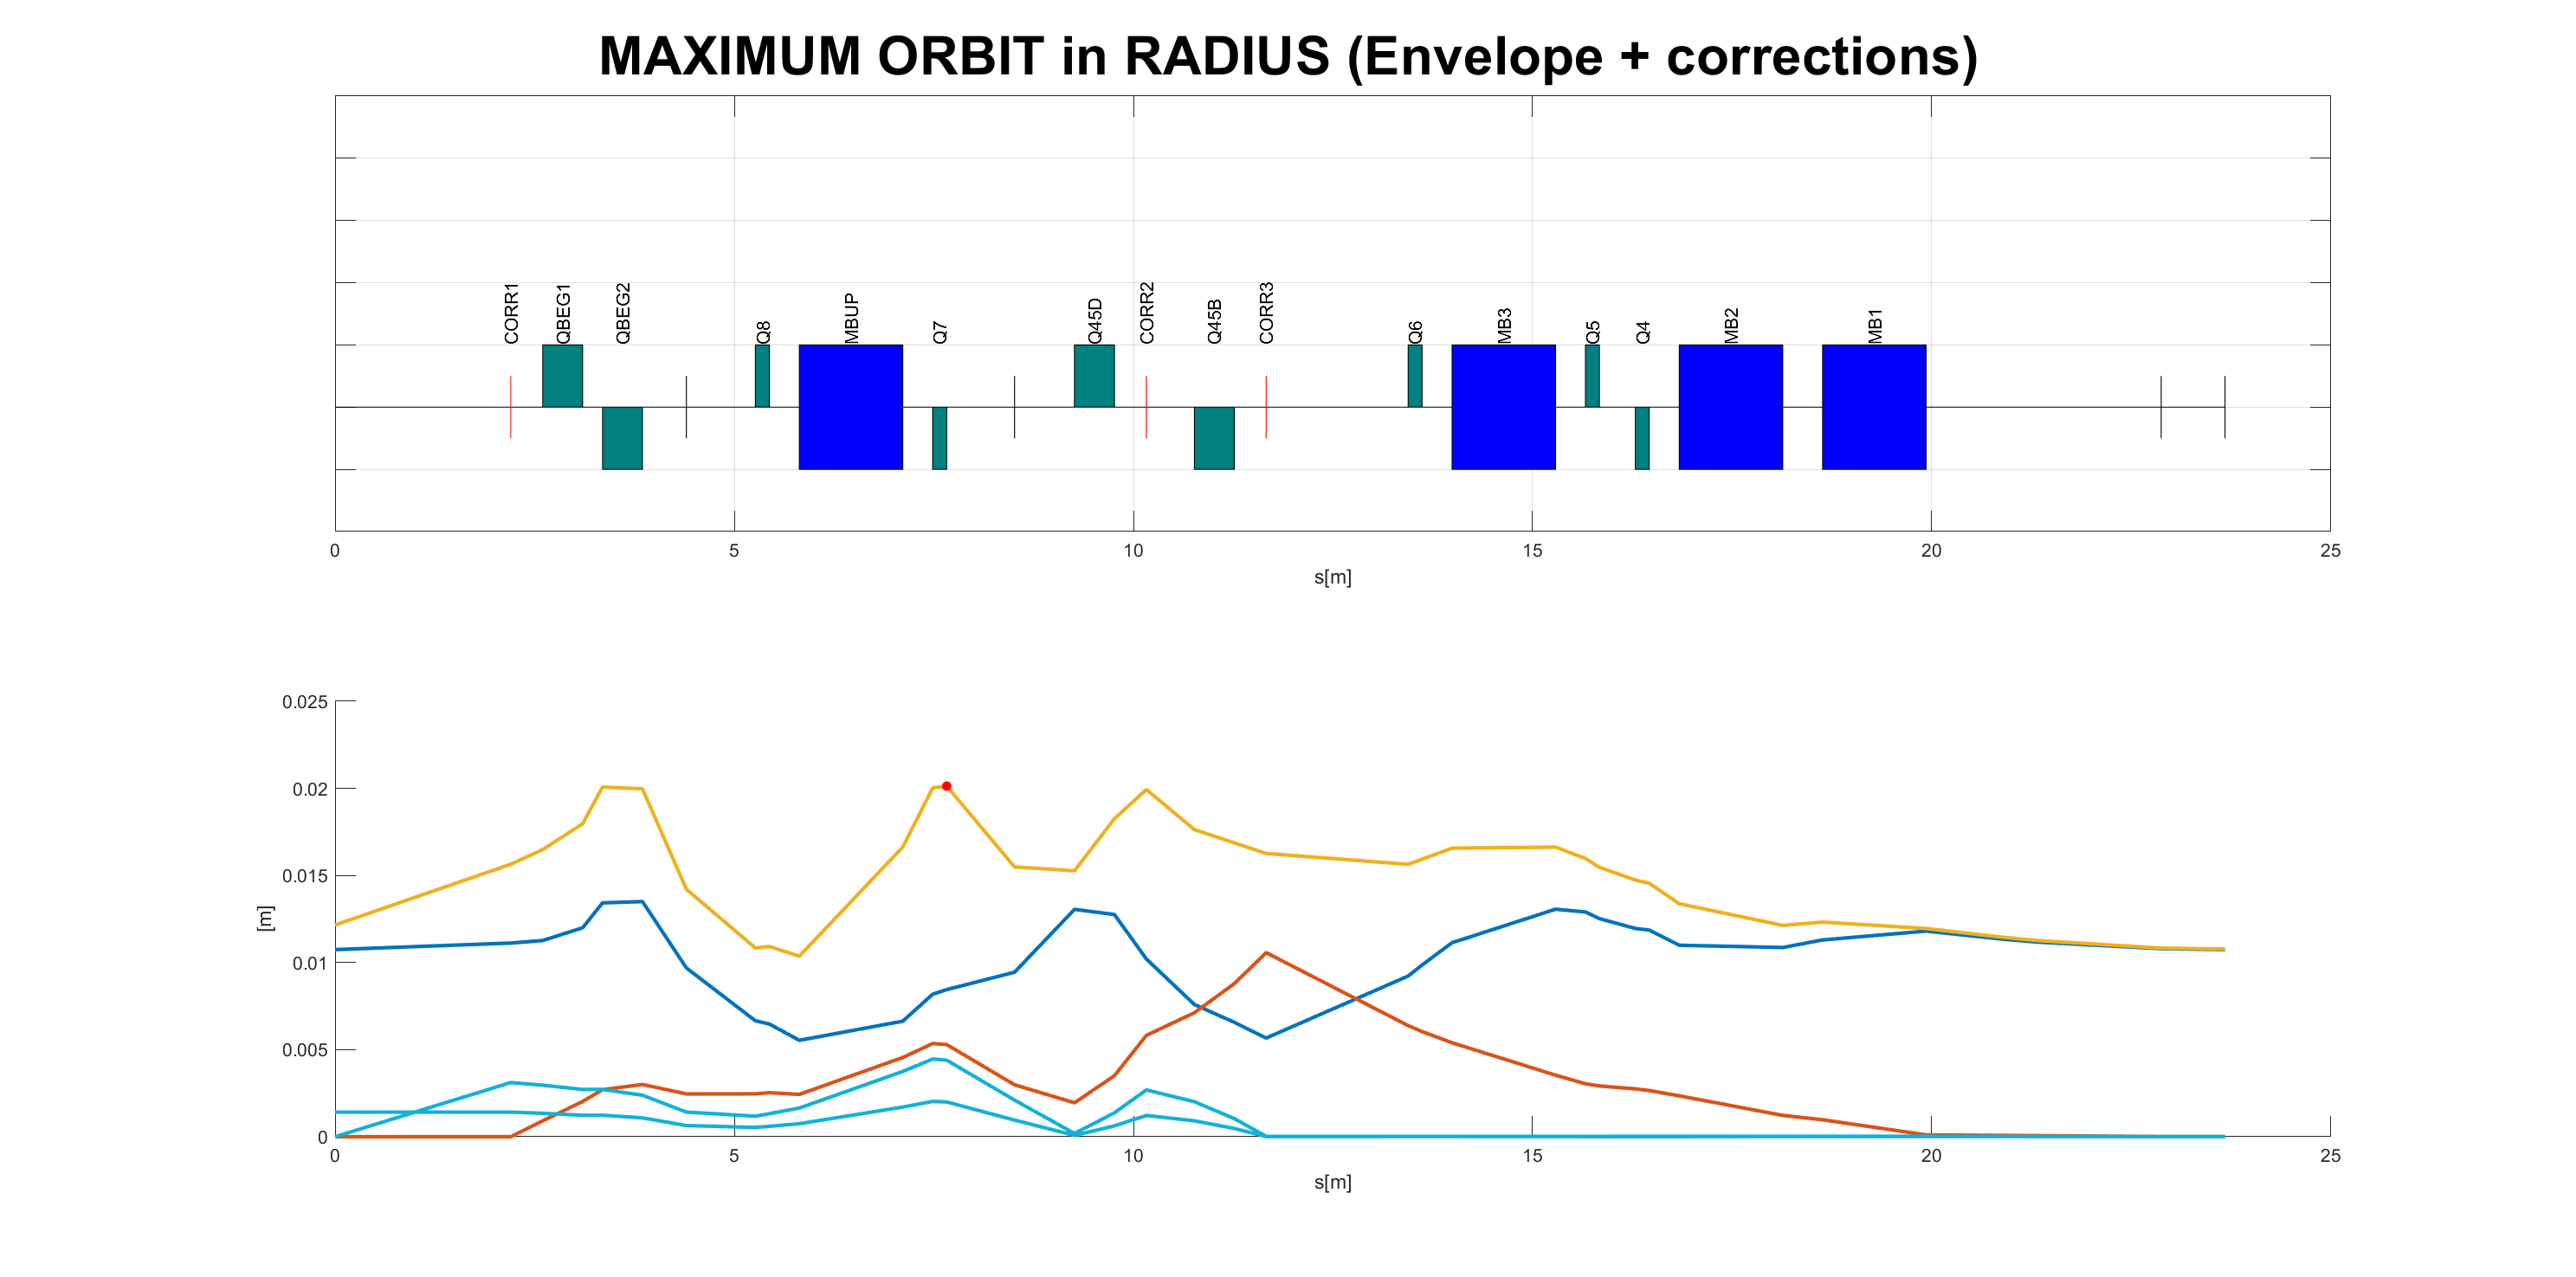 MAXIMUM ORBIT in RADIUS (Envelope + corrections)
CORR1 QBEG1 QBEG2 Q8 MBUP Q7 Q45D CORR2 Q45B CORR3 Q6 MB3 Q5 Q4 MB2 MB1
0 5 10 15 20 25
s[m]
0.025
0.02
0.015
0.01
0.005
0
[m]
0 5 10 15 20 25
s[m]